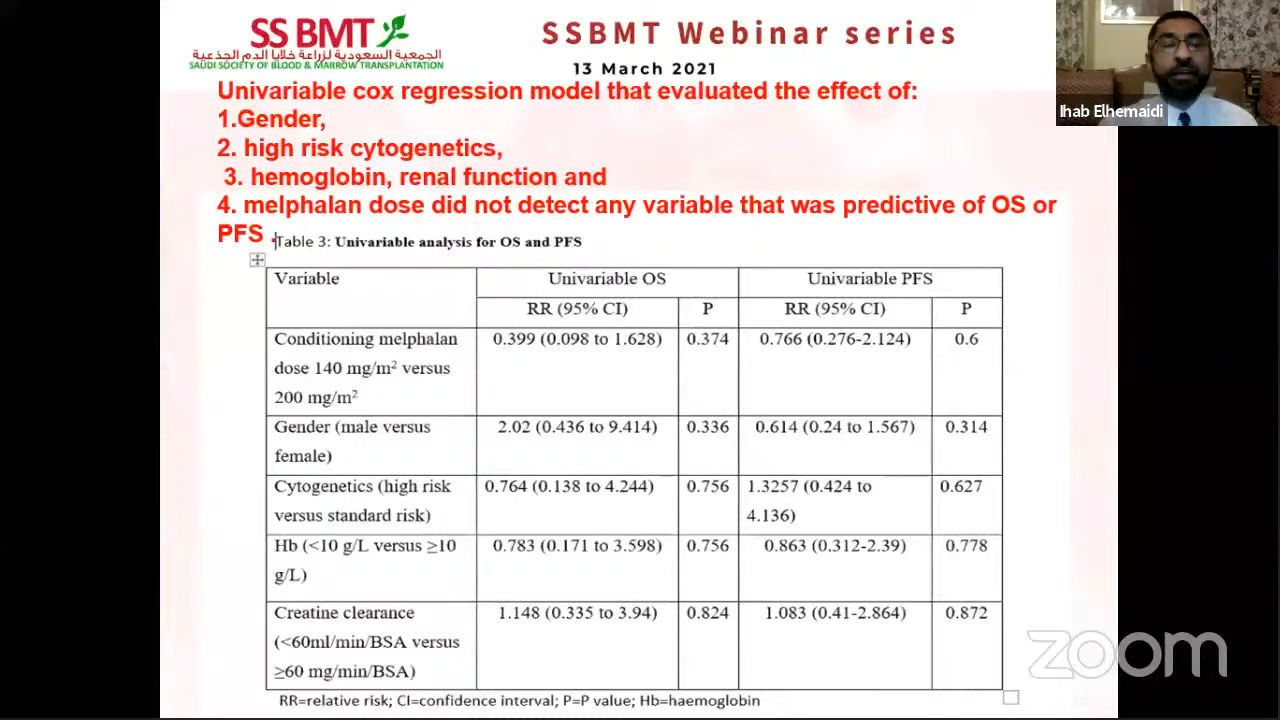 SS BMT
الجمعية السعودية لزراعة خلايا الدم الجذعية
SAUDI SOCIETY OF BLOOD & MARROW TRANSPLANTATION
SSBMT Webinar series
13 March 2021
Ihab Elhemaidi
Univariable cox regression model that evaluated the effect of:
1.Gender,
2. high risk cytogenetics,
3. hemoglobin, renal function and
4. melphalan dose did not detect any variable that was predictive of OS or
PFS .
Table 3: Univariable analysis for OS and PFS
Variable Univariable OS Univariable PFS
RR (95% CI) P RR (95% CI) P
Conditioning melphalan 0.399 (0.098 to 1.628) 0.374 0.766 (0.276-2.124) 0.6
dose 140 mg/m² versus
200 mg/m²
Gender (male versus 2.02 (0.436 to 9.414) 0.336 0.614 (0.24 to 1.567) 0.314
female)
Cytogenetics (high risk 0.764 (0.138 to 4.244) 0.756 1.3257 (0.424 to 0.627
versus standard risk) 4.136)
Hb (<10 g/L versus ≥10 0.783 (0.171 to 3.598) 0.756 0.863 (0.312-2.39) 0.778
g/L)
Creatine clearance 1.148 (0.335 to 3.94) 0.824 1.083 (0.41-2.864) 0.872
(<60ml/min/BSA versus
≥60 mg/min/BSA)
RR=relative risk; CI=confidence interval; P=P value; Hb=haemoglobin
zoom